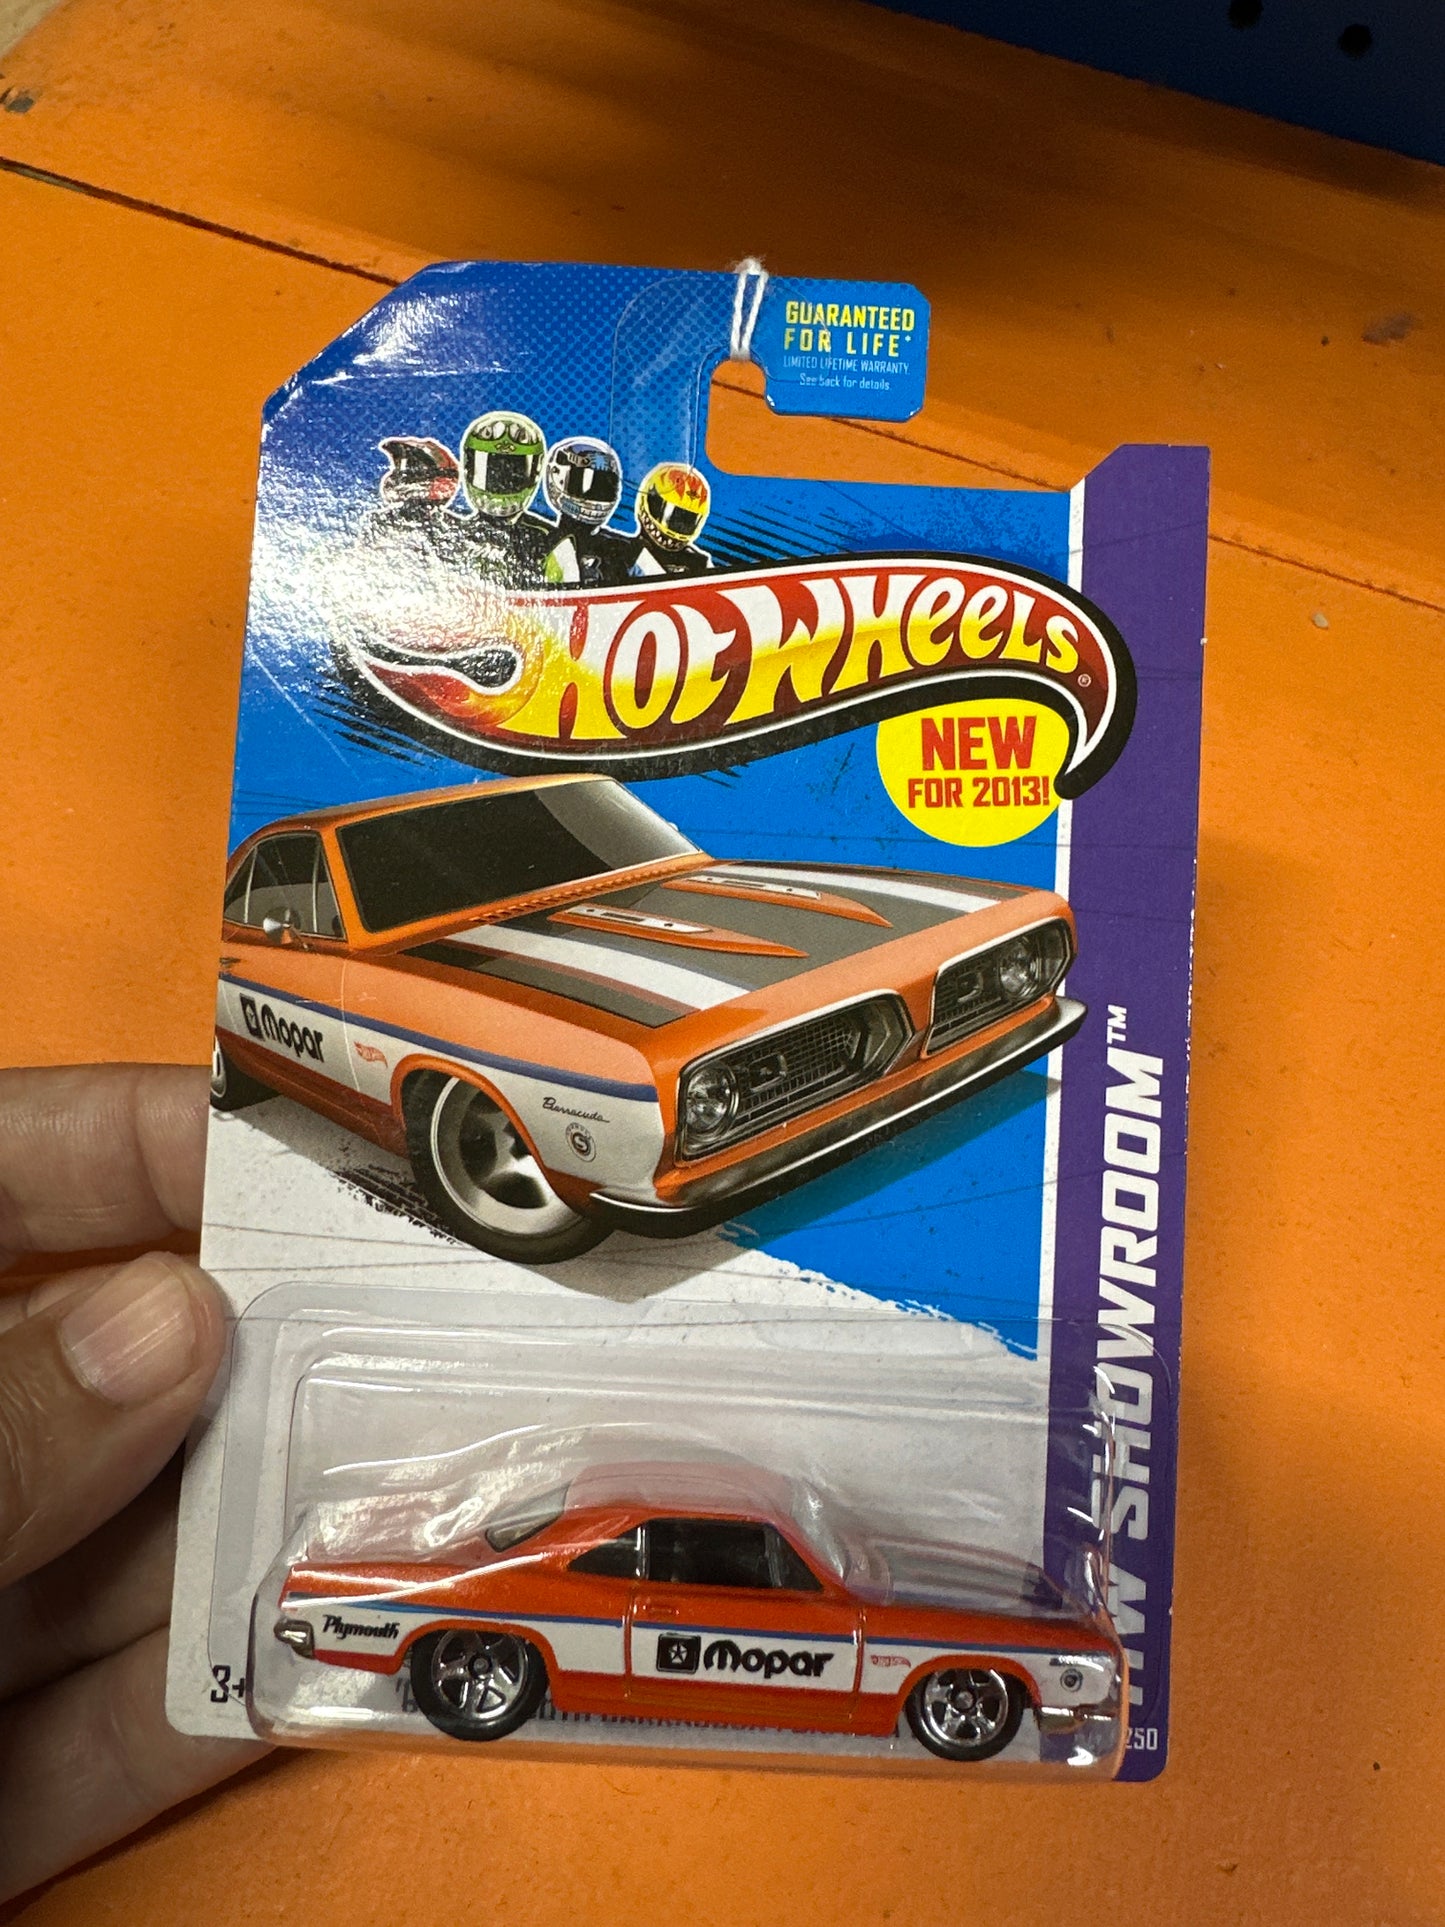 GUARANTEED
FOR LIFE*
LIMITED LIFETIME WARRANTY.
See back for details.
HOT WHEELS®
NEW
FOR 2013!
Mopar
Barracuda
HW SHOWROOM™
Plymouth
Mopar
3+
250